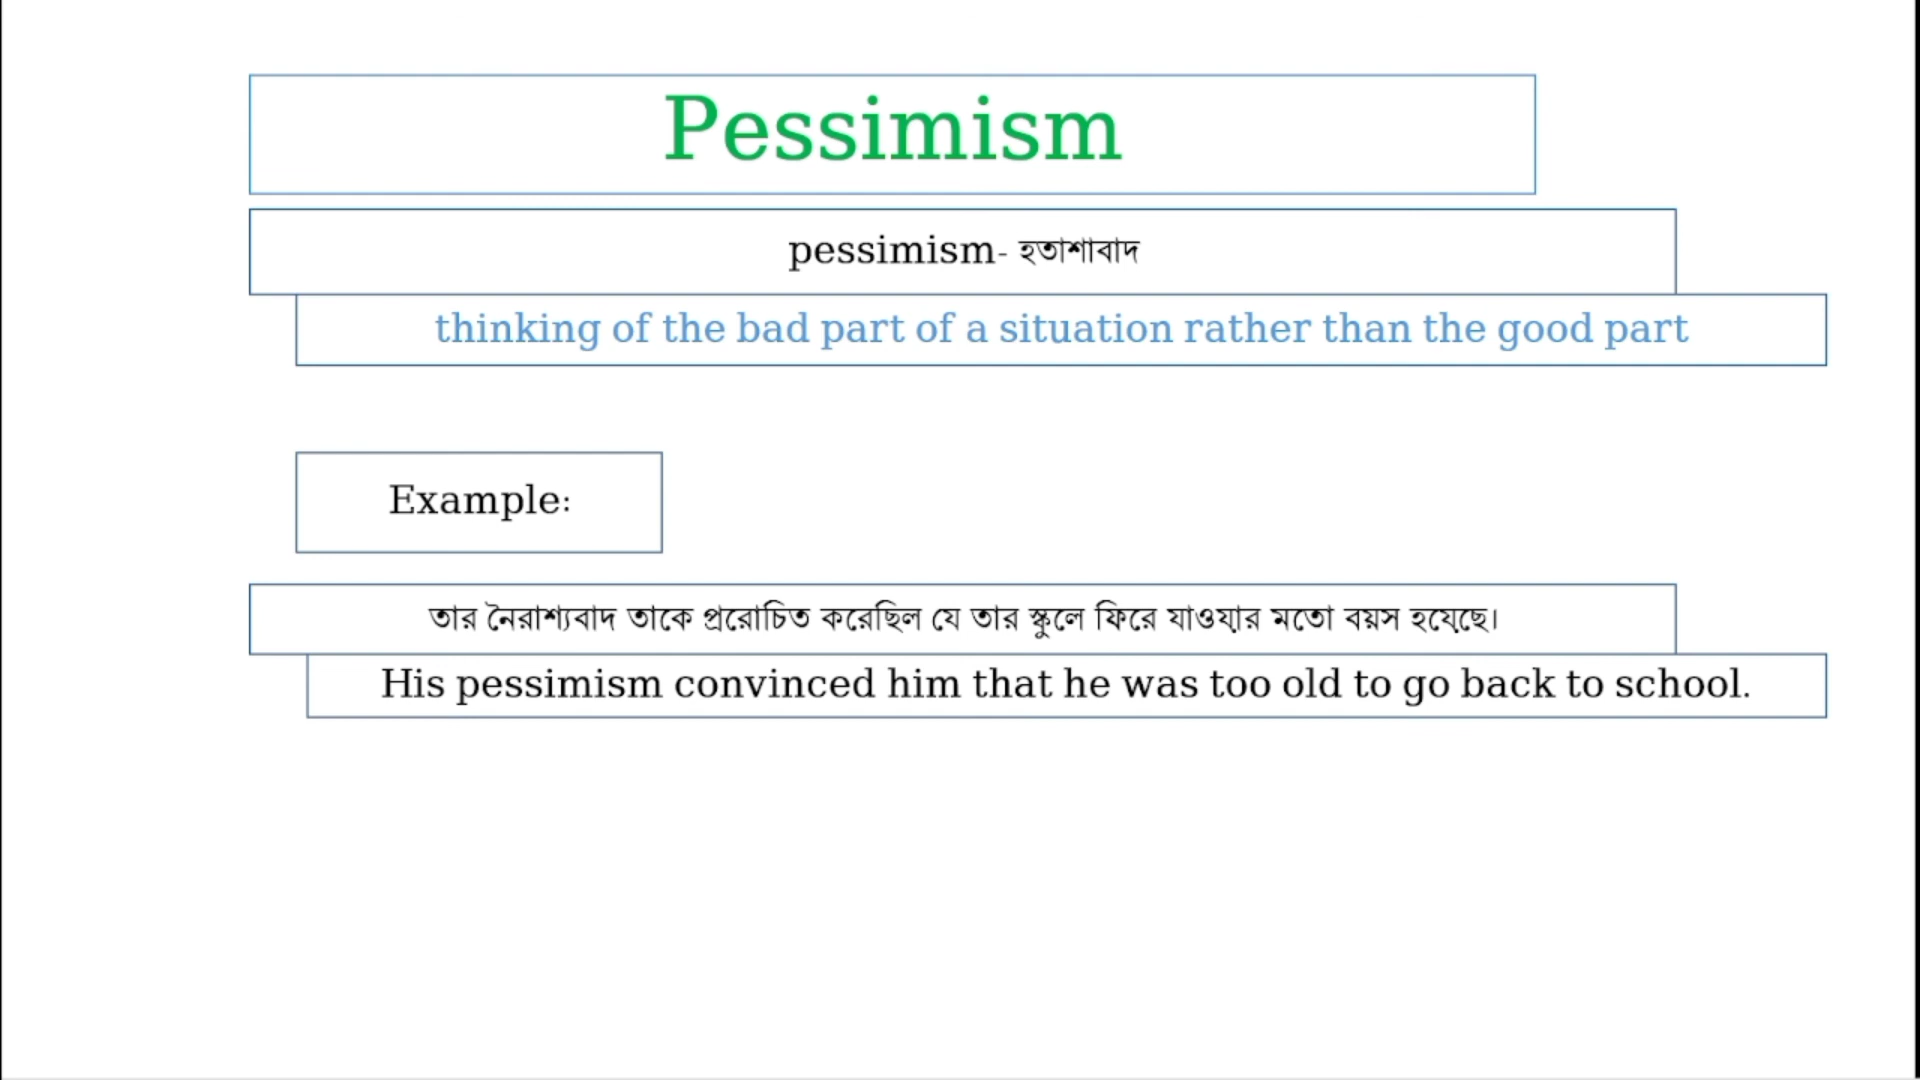 Pessimism
pessimism- হতাশাবাদ
thinking of the bad part of a situation rather than the good part
Example:
তার নৈরাশ্যবাদ তাকে প্ররোচিত করেছিল যে তার স্কুলে ফিরে যাওয়ার মতো বয়স হয়েছে।
His pessimism convinced him that he was too old to go back to school.